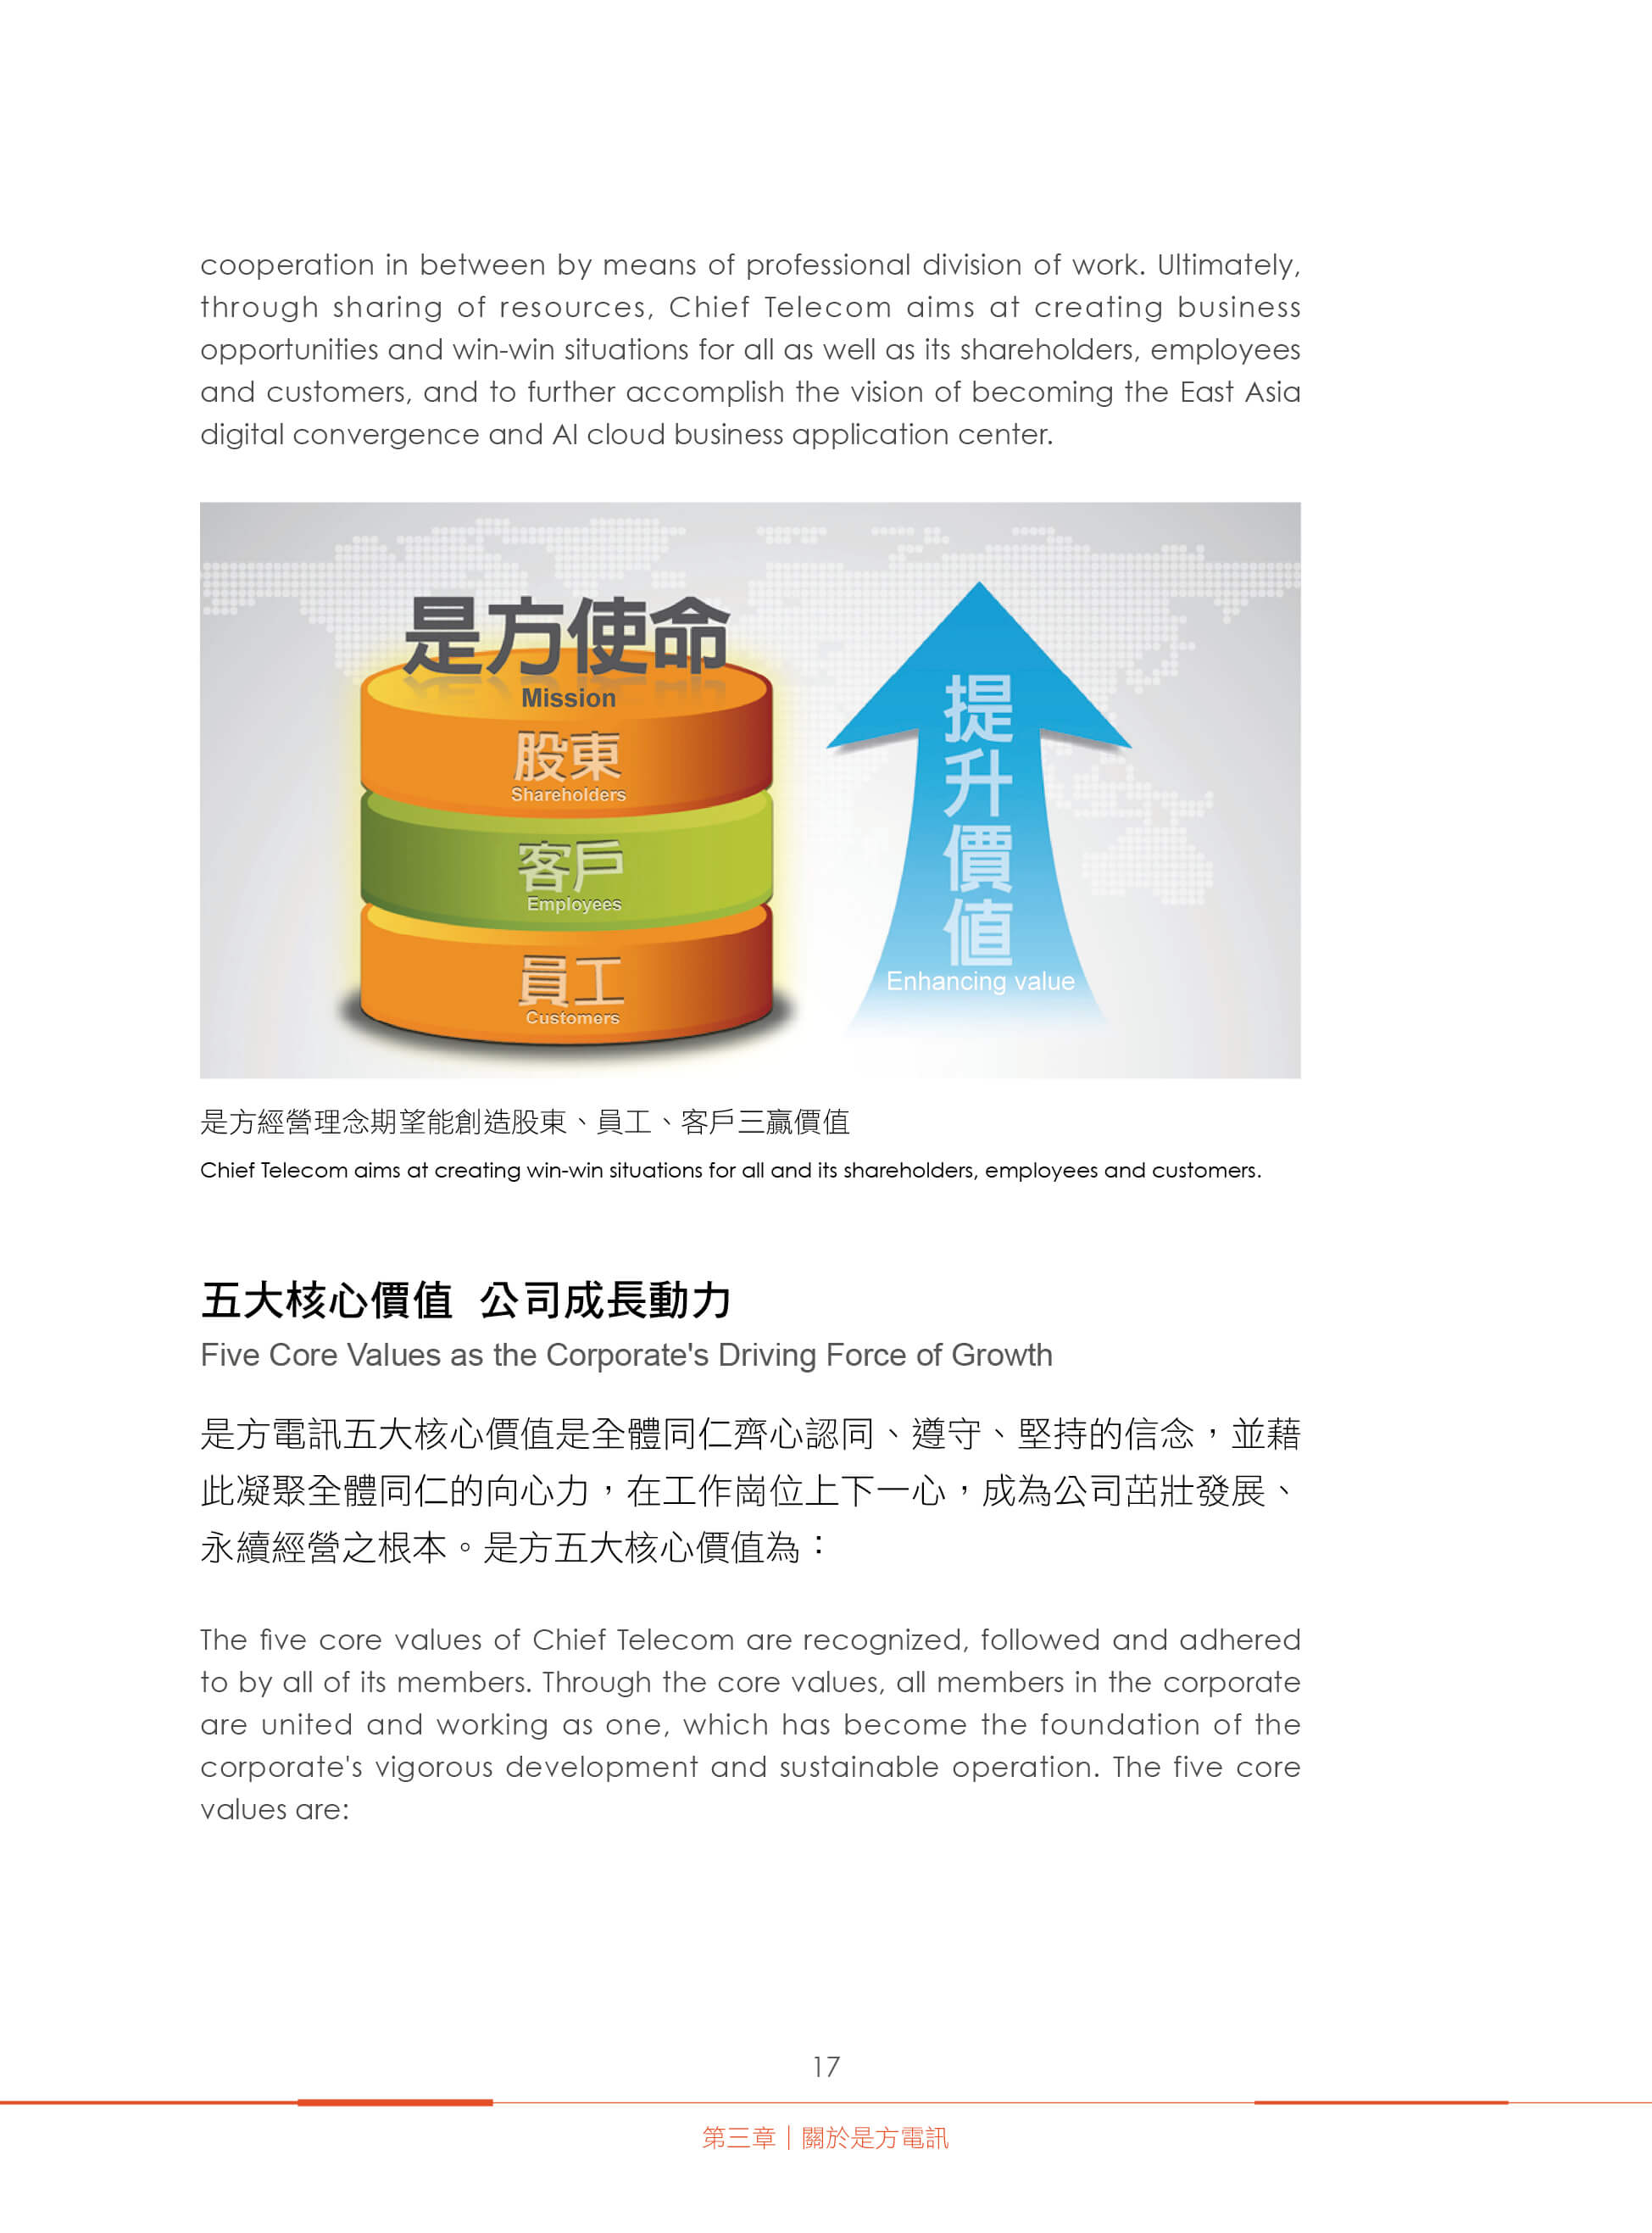 cooperation in between by means of professional division of work. Ultimately,
through sharing of resources, Chief Telecom aims at creating business
opportunities and win-win situations for all as well as its shareholders, employees
and customers, and to further accomplish the vision of becoming the East Asia
digital convergence and AI cloud business application center.
是方使命
Mission
股東
Shareholders
客戶
Employees
員工
Customers
提升價值
Enhancing value
是方經營理念期望能創造股東、員工、客戶三贏價值
Chief Telecom aims at creating win-win situations for all and its shareholders, employees and customers.
五大核心價值 公司成長動力
Five Core Values as the Corporate's Driving Force of Growth
是方電訊五大核心價值是全體同仁齊心認同、遵守、堅持的信念，並藉
此凝聚全體同仁的向心力，在工作崗位上下一心，成為公司茁壯發展、
永續經營之根本。是方五大核心價值為：
The five core values of Chief Telecom are recognized, followed and adhered
to by all of its members. Through the core values, all members in the corporate
are united and working as one, which has become the foundation of the
corporate's vigorous development and sustainable operation. The five core
values are:
17
第三章｜關於是方電訊